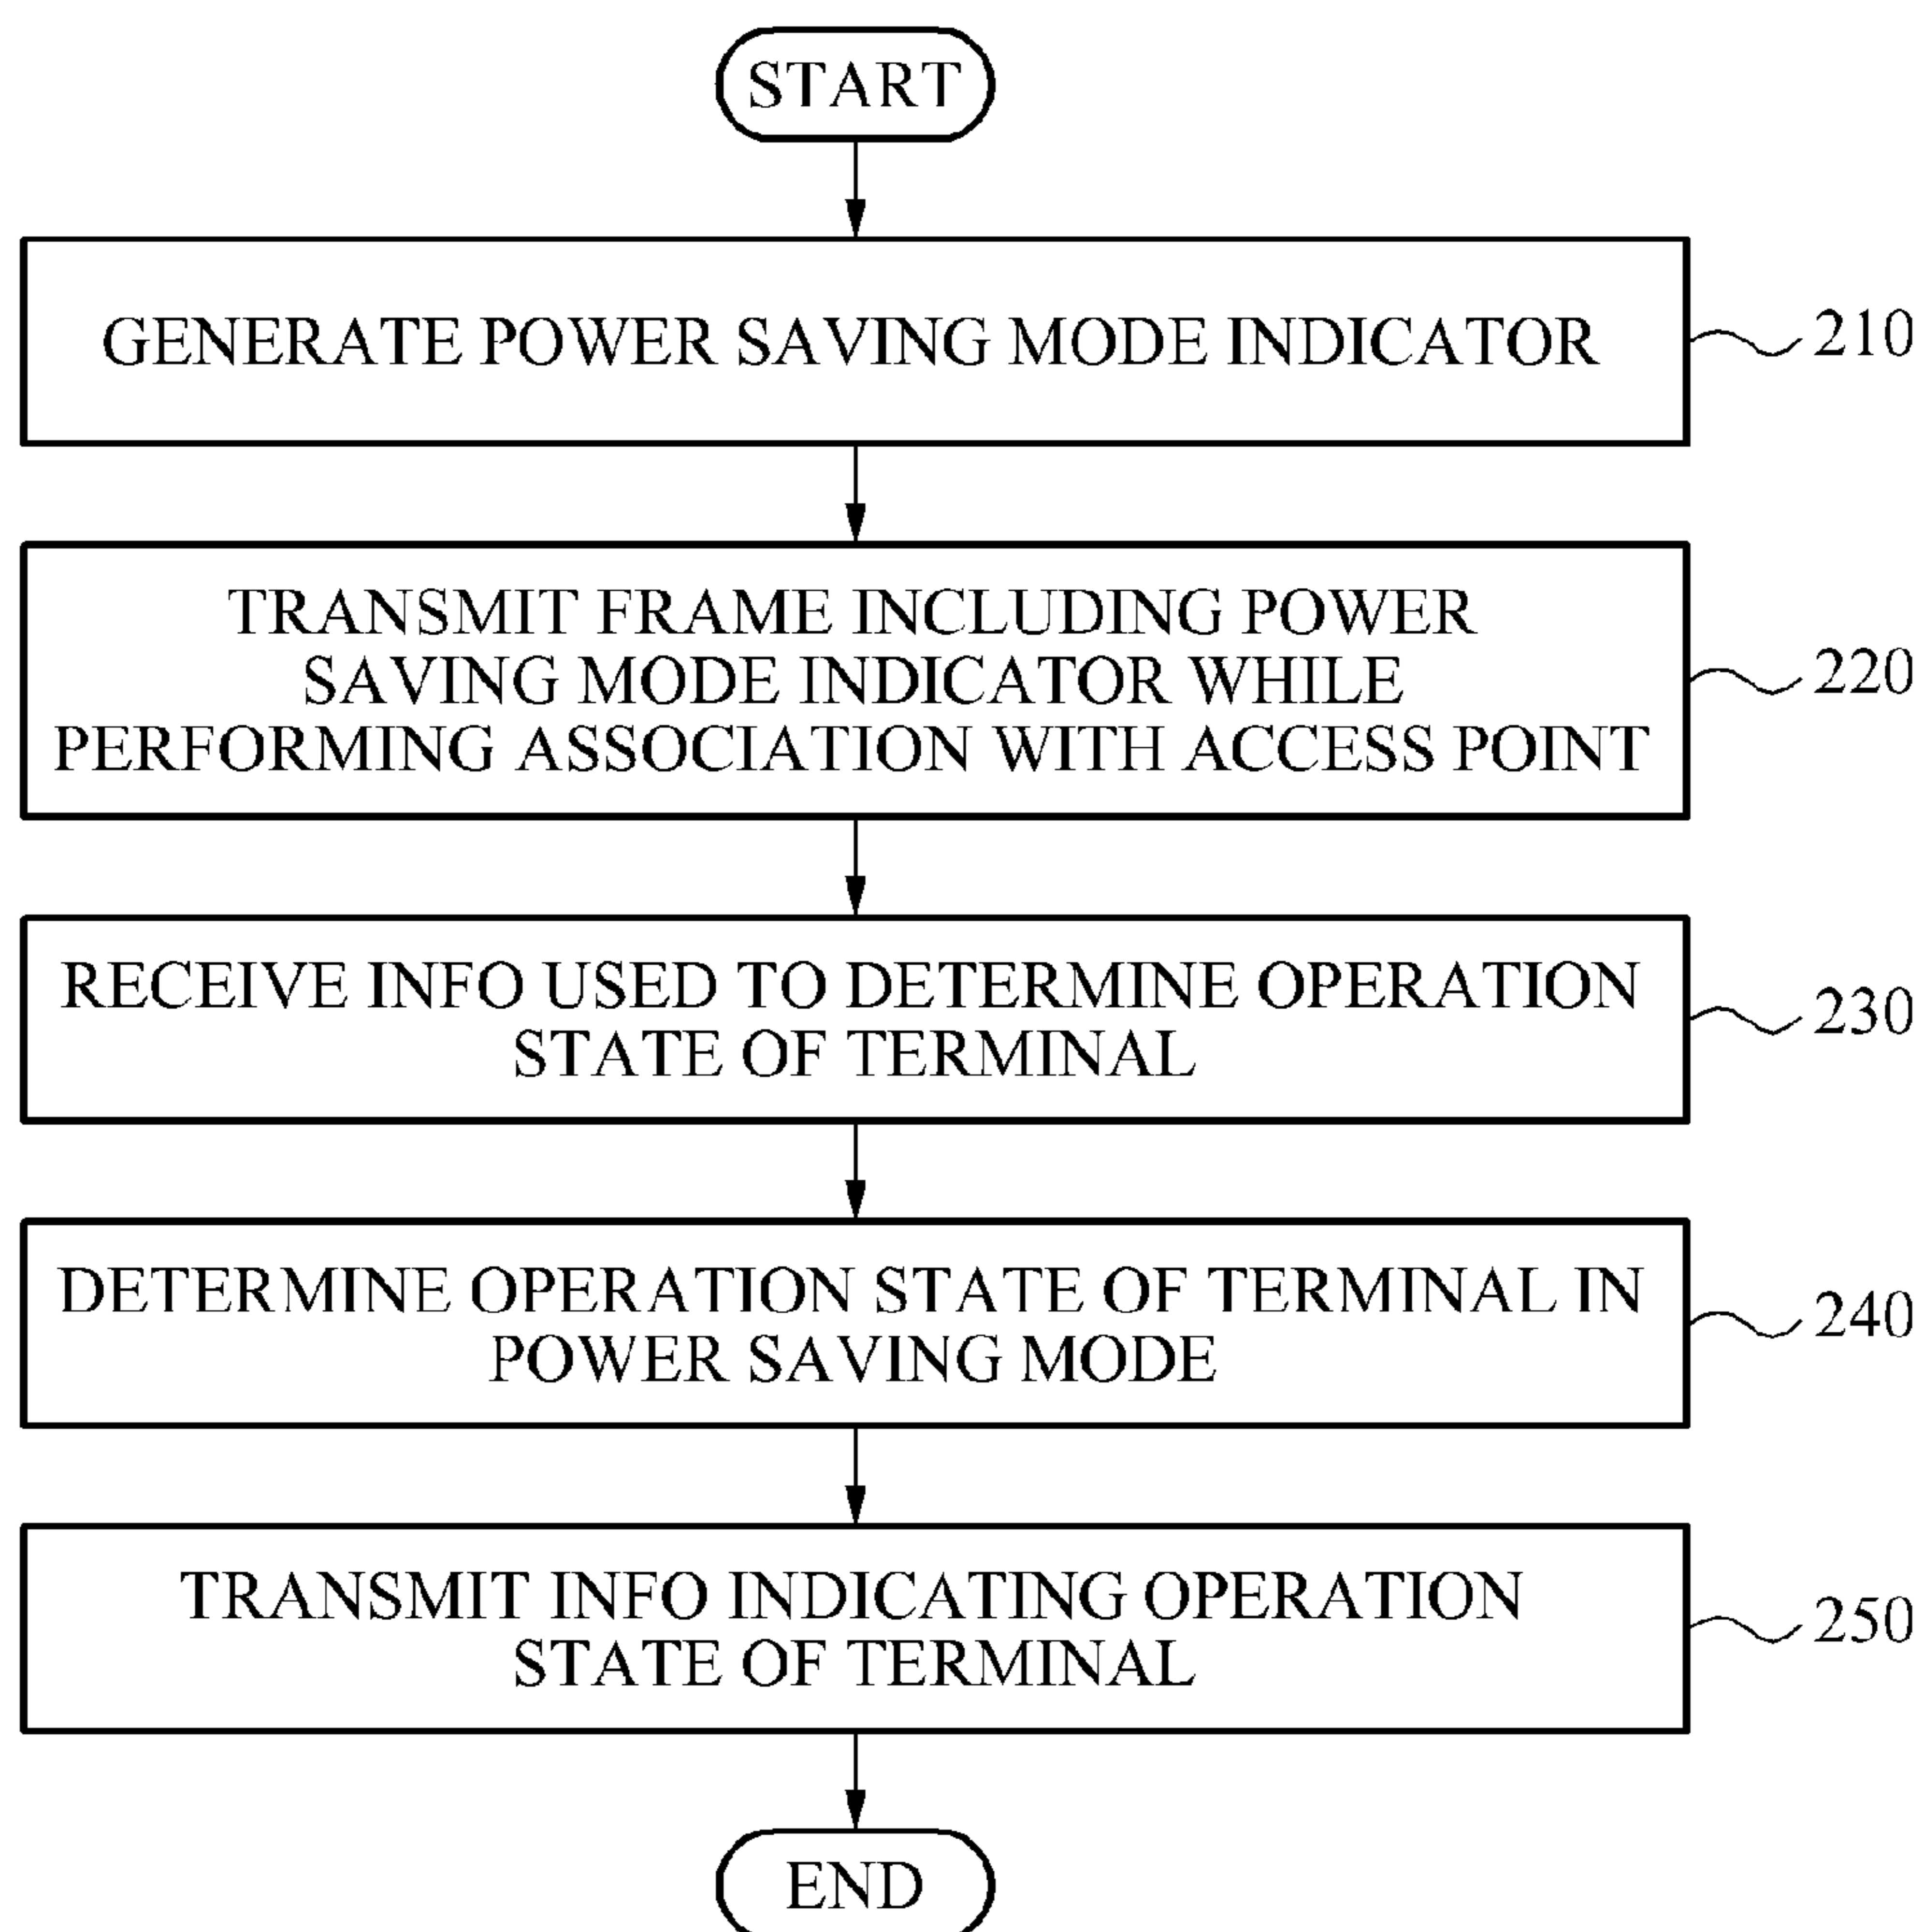 START
GENERATE POWER SAVING MODE INDICATOR
210
TRANSMIT FRAME INCLUDING POWER
SAVING MODE INDICATOR WHILE
PERFORMING ASSOCIATION WITH ACCESS POINT
220
RECEIVE INFO USED TO DETERMINE OPERATION
STATE OF TERMINAL
230
DETERMINE OPERATION STATE OF TERMINAL IN
POWER SAVING MODE
240
TRANSMIT INFO INDICATING OPERATION
STATE OF TERMINAL
250
END